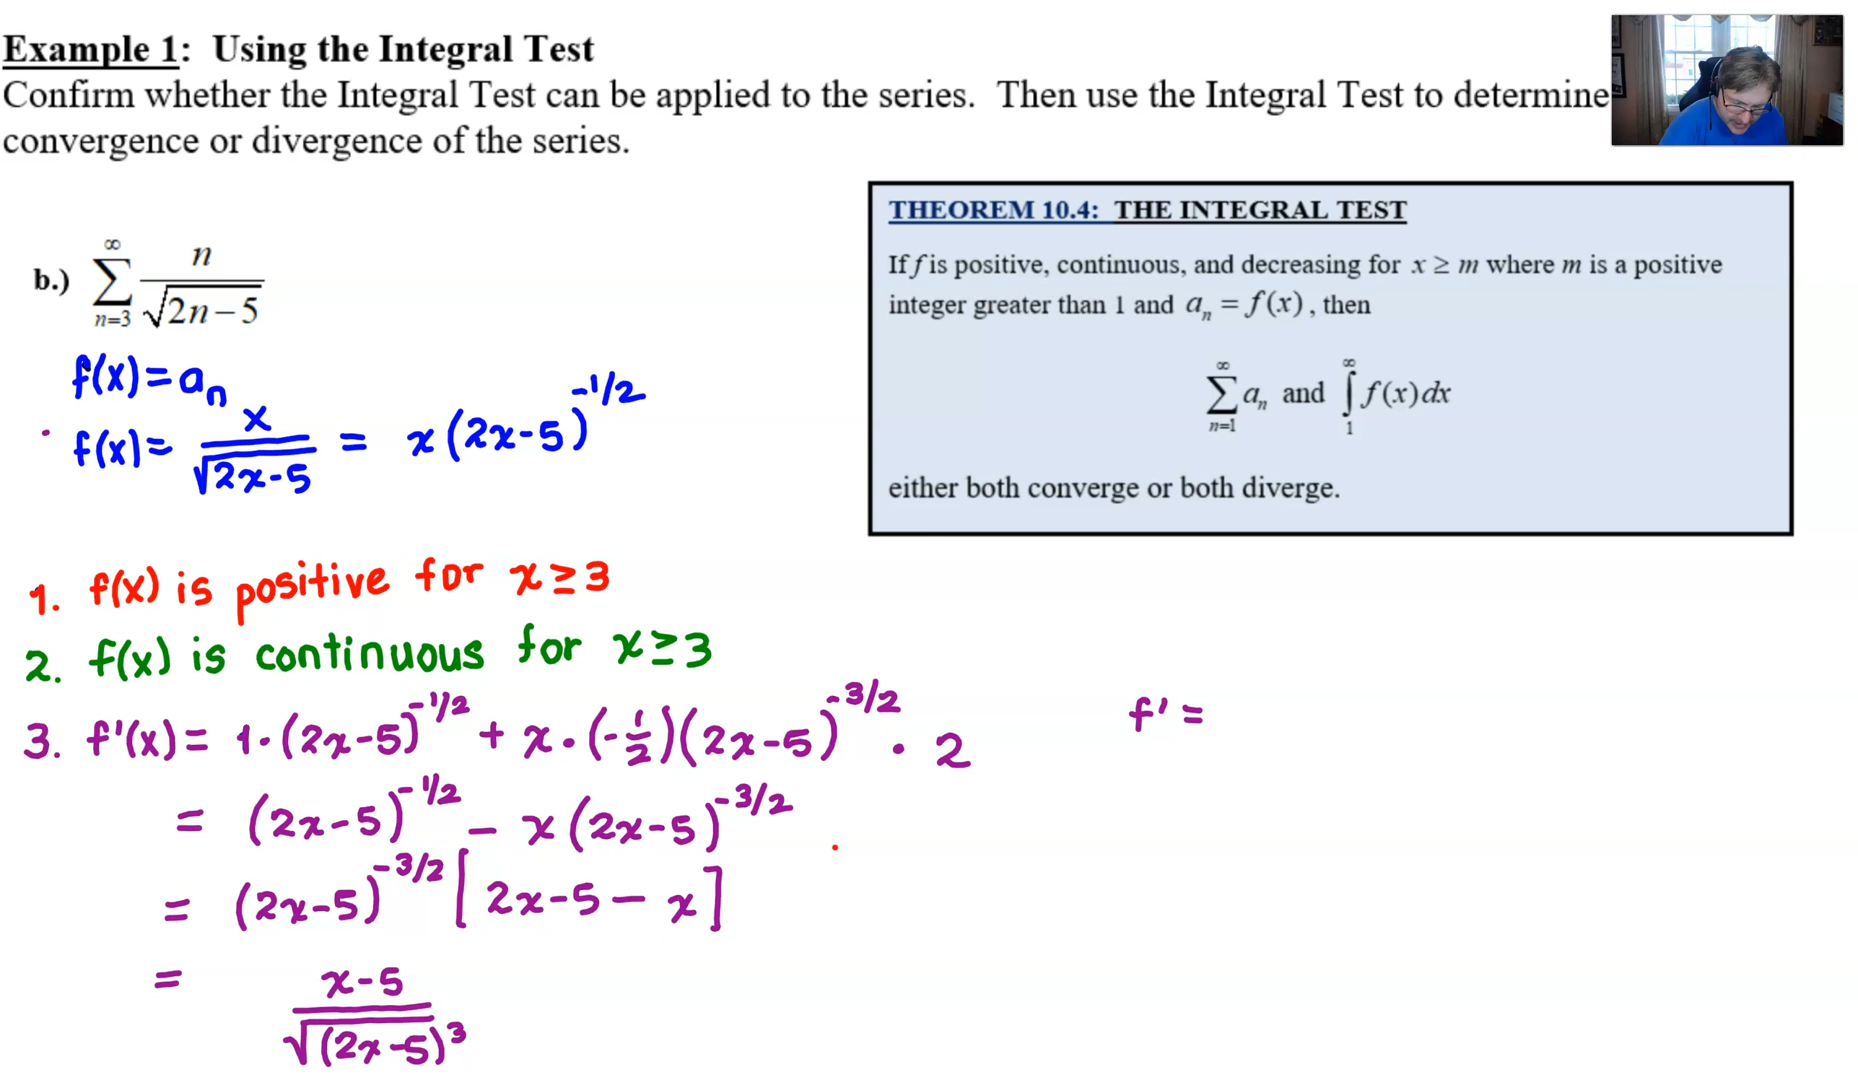 Example 1: Using the Integral Test
Confirm whether the Integral Test can be applied to the series. Then use the Integral Test to determine
convergence or divergence of the series.
b.) ∑_{n=3}^{∞} n/√(2n−5)
THEOREM 10.4: THE INTEGRAL TEST
If f is positive, continuous, and decreasing for x ≥ m where m is a positive
integer greater than 1 and a_n = f(x), then
∑_{n=1}^{∞} a_n and ∫_1^∞ f(x)dx
either both converge or both diverge.
f(x) = a_n
f(x) = x/√(2x-5) = x(2x-5)^{-1/2}
1. f(x) is positive for x ≥ 3
2. f(x) is continuous for x ≥ 3
3. f'(x) = 1·(2x-5)^{-1/2} + x·(-1/2)(2x-5)^{-3/2} · 2
f' =
= (2x-5)^{-1/2} - x(2x-5)^{-3/2}
= (2x-5)^{-3/2} [2x-5 - x]
= x-5/√(2x-5)^3